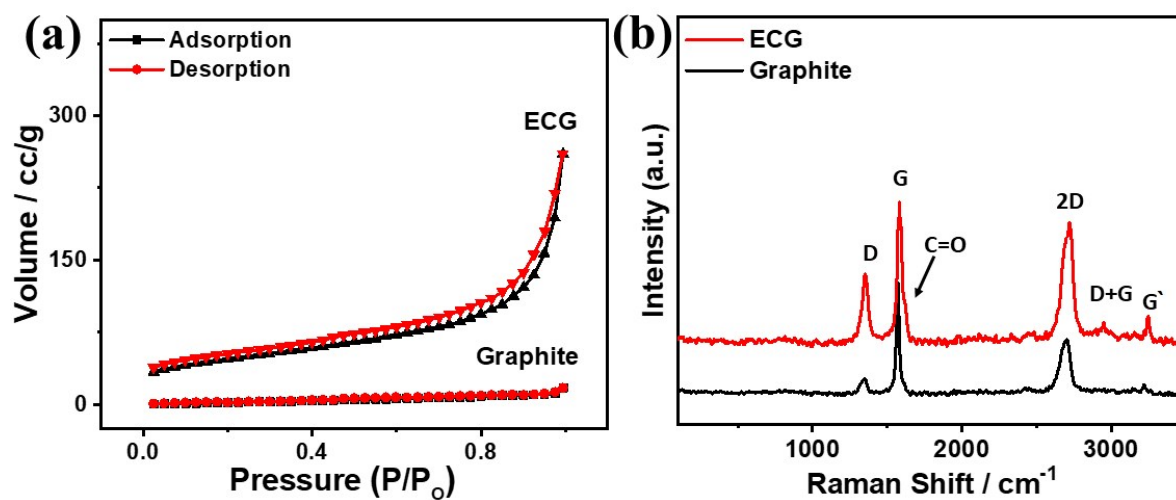 (a)
Adsorption
Desorption
ECG
Graphite
300
150
0
0.0 0.4 0.8
Volume / cc/g
Pressure (P/P₀)
(b)
ECG
Graphite
D
G
C=O
2D
D+G
G`
1000 2000 3000
Intensity (a.u.)
Raman Shift / cm⁻¹